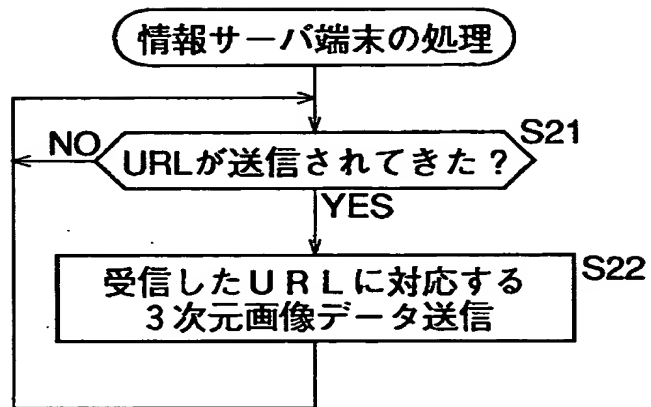 情報サーバ端末の処理
S21
NO
URLが送信されてきた?
YES
S22
受信したURLに対応する
3次元画像データ送信